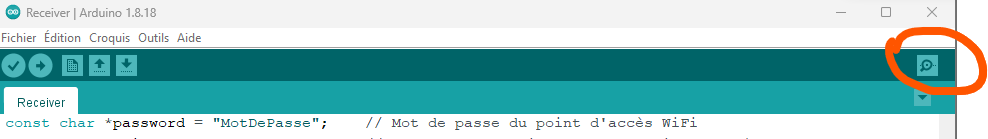 Receiver | Arduino 1.8.18
Fichier Édition Croquis Outils Aide
Receiver
const char *password = "MotDePasse"; // Mot de passe du point d'accès WiFi